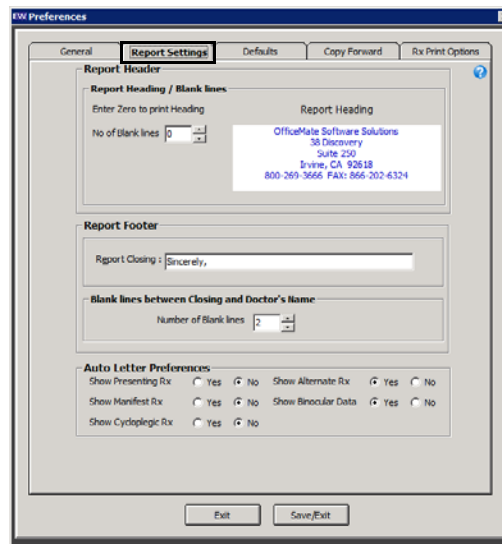 EW Preferences
General Report Settings Defaults Copy Forward Rx Print Options
Report Header
Report Heading / Blank lines
Enter Zero to print Heading Report Heading
No of Blank lines 0
OfficeMate Software Solutions
38 Discovery
Suite 250
Irvine, CA 92618
800-269-3666 FAX: 866-202-6324
Report Footer
Report Closing : Sincerely,
Blank lines between Closing and Doctor's Name
Number of Blank lines 2
Auto Letter Preferences
Show Presenting Rx Yes No Show Alternate Rx Yes No
Show Manifest Rx Yes No Show Binocular Data Yes No
Show Cycloplegic Rx Yes No
Exit Save/Exit